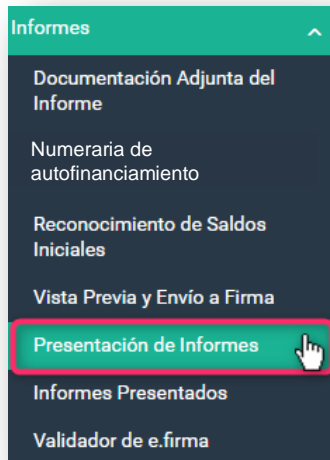 Informes
Documentación Adjunta del
Informe
Numeraria de
autofinanciamiento
Reconocimiento de Saldos
Iniciales
Vista Previa y Envío a Firma
Presentación de Informes
Informes Presentados
Validador de e.firma